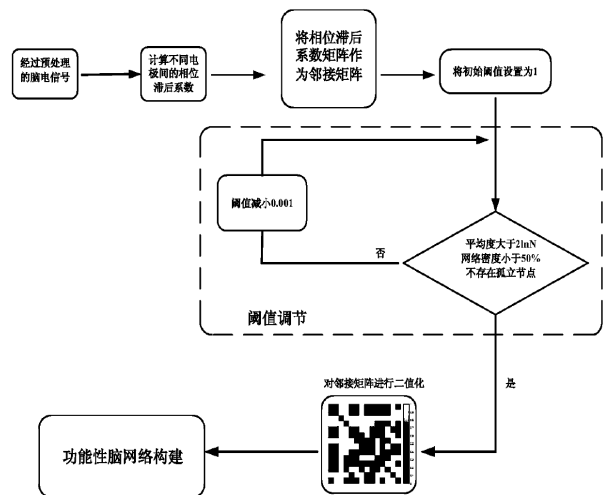 经过预处理
的脑电信号
计算不同电
极间的相位
滞后系数
将相位滞后
系数矩阵作
为邻接矩阵
将初始阈值设置为1
阈值减小0.001
平均度大于2lnN
网络密度小于50%
不存在孤立节点
否
阈值调节
是
对邻接矩阵进行二值化
功能性脑网络构建